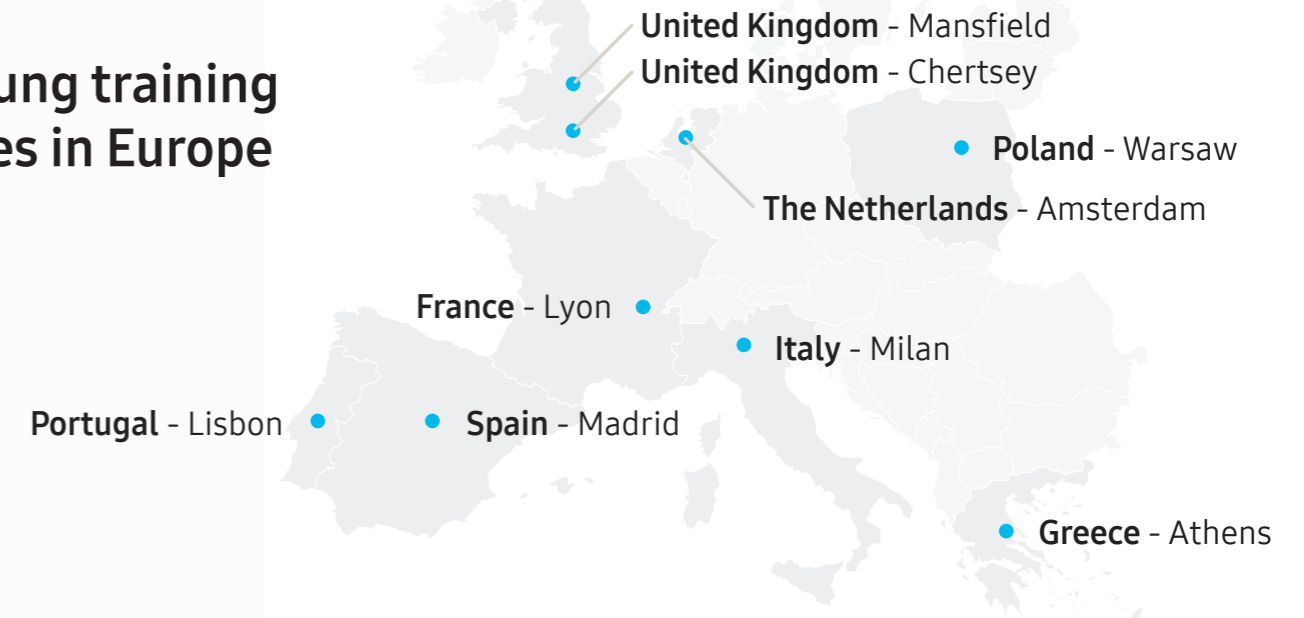 ung training
es in Europe
United Kingdom - Mansfield
United Kingdom - Chertsey
Poland - Warsaw
The Netherlands - Amsterdam
France - Lyon
Italy - Milan
Portugal - Lisbon
Spain - Madrid
Greece - Athens